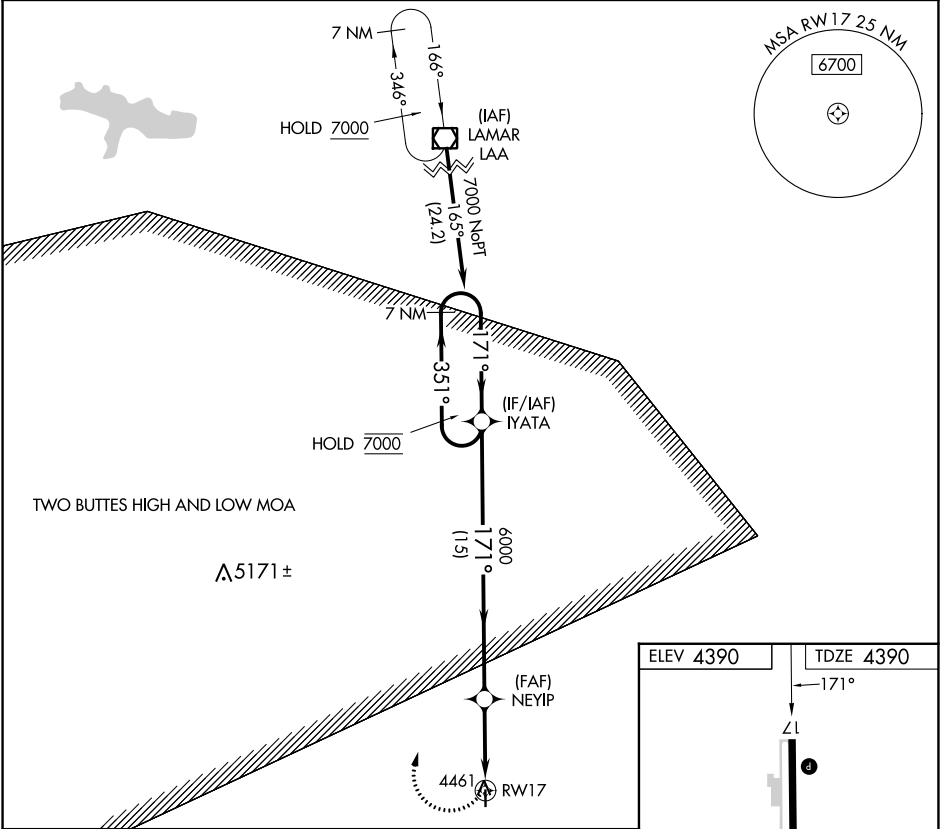 7 NM
166°
346°
HOLD 7000
(IAF)
LAMAR
LAA
MSA RW17 25 NM
6700
7000 NoPT
165°
(24.2)
7 NM
171°
351°
(IF/IAF)
IYATA
HOLD 7000
TWO BUTTES HIGH AND LOW MOA
5171±
6000
171°
(15)
(FAF)
NEYIP
4461
RW17
ELEV 4390
TDZE 4390
171°
17
P